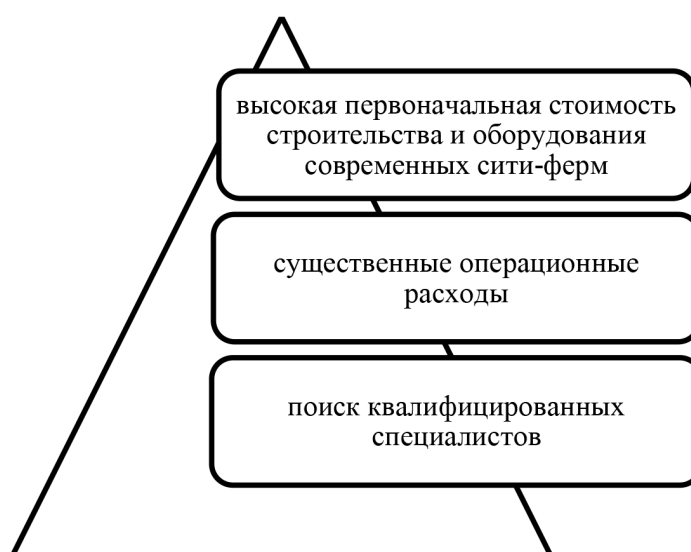 высокая первоначальная стоимость
строительства и оборудования
современных сити-ферм
существенные операционные
расходы
поиск квалифицированных
специалистов